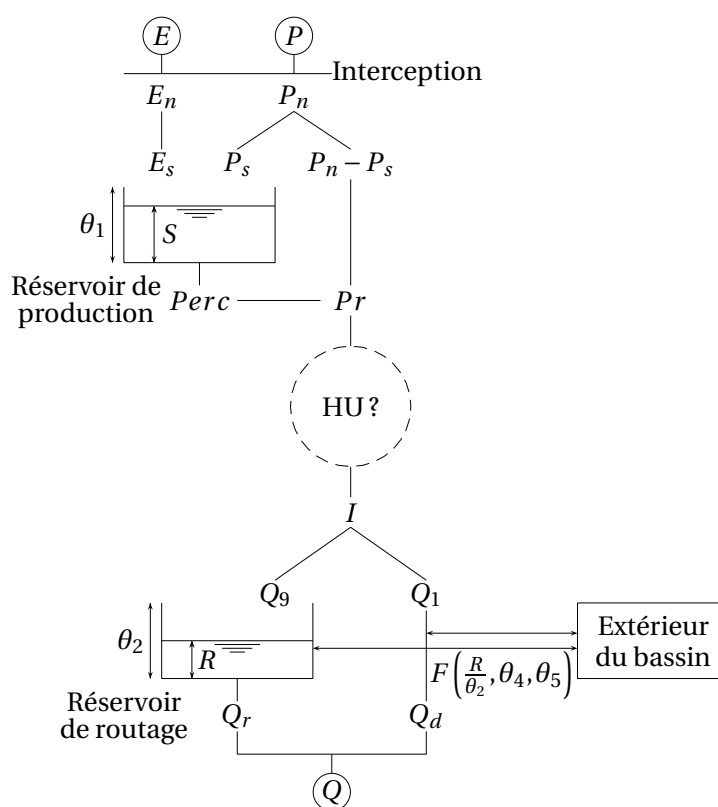 E P
Interception
E_n P_n
E_s P_s P_n − P_s
θ_1 S
Réservoir de
production
Perc Pr
HU ?
I
Q_9 Q_1
θ_2 R
Extérieur
du bassin
F(R/θ_2, θ_4, θ_5)
Réservoir
de routage
Q_r Q_d
Q